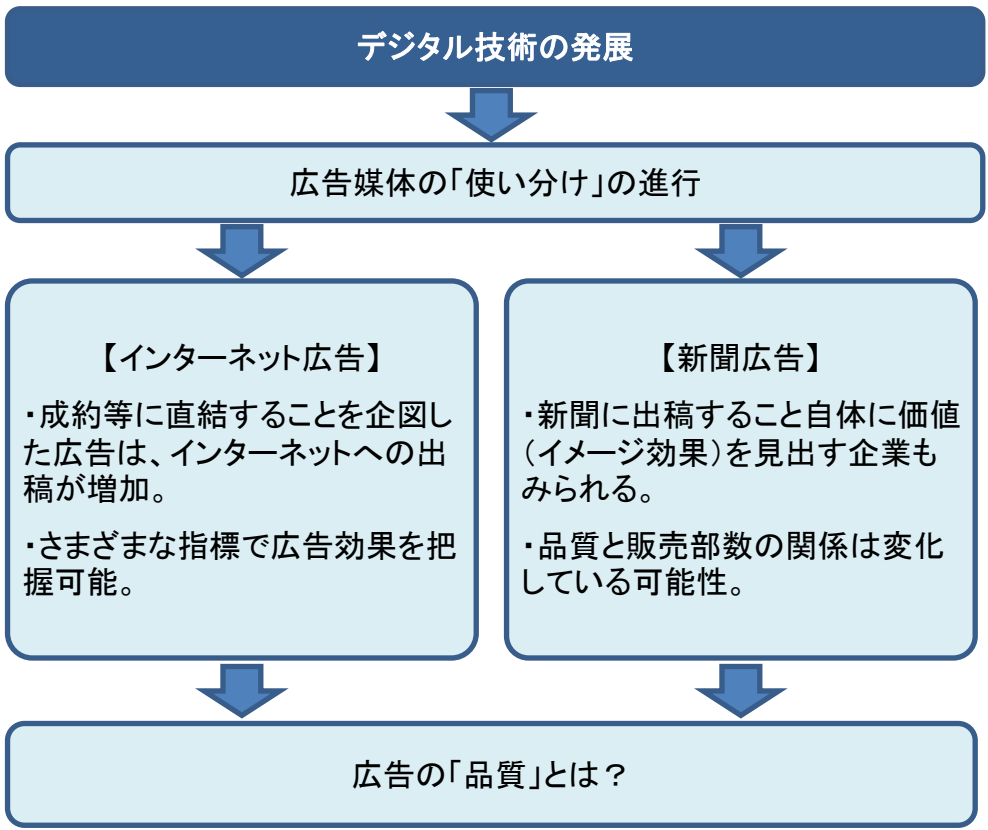 デジタル技術の発展
広告媒体の「使い分け」の進行
【インターネット広告】
・成約等に直結することを企図し
た広告は、インターネットへの出
稿が増加。
・さまざまな指標で広告効果を把
握可能。
【新聞広告】
・新聞に出稿すること自体に価値
（イメージ効果）を見出す企業も
みられる。
・品質と販売部数の関係は変化
している可能性。
広告の「品質」とは？